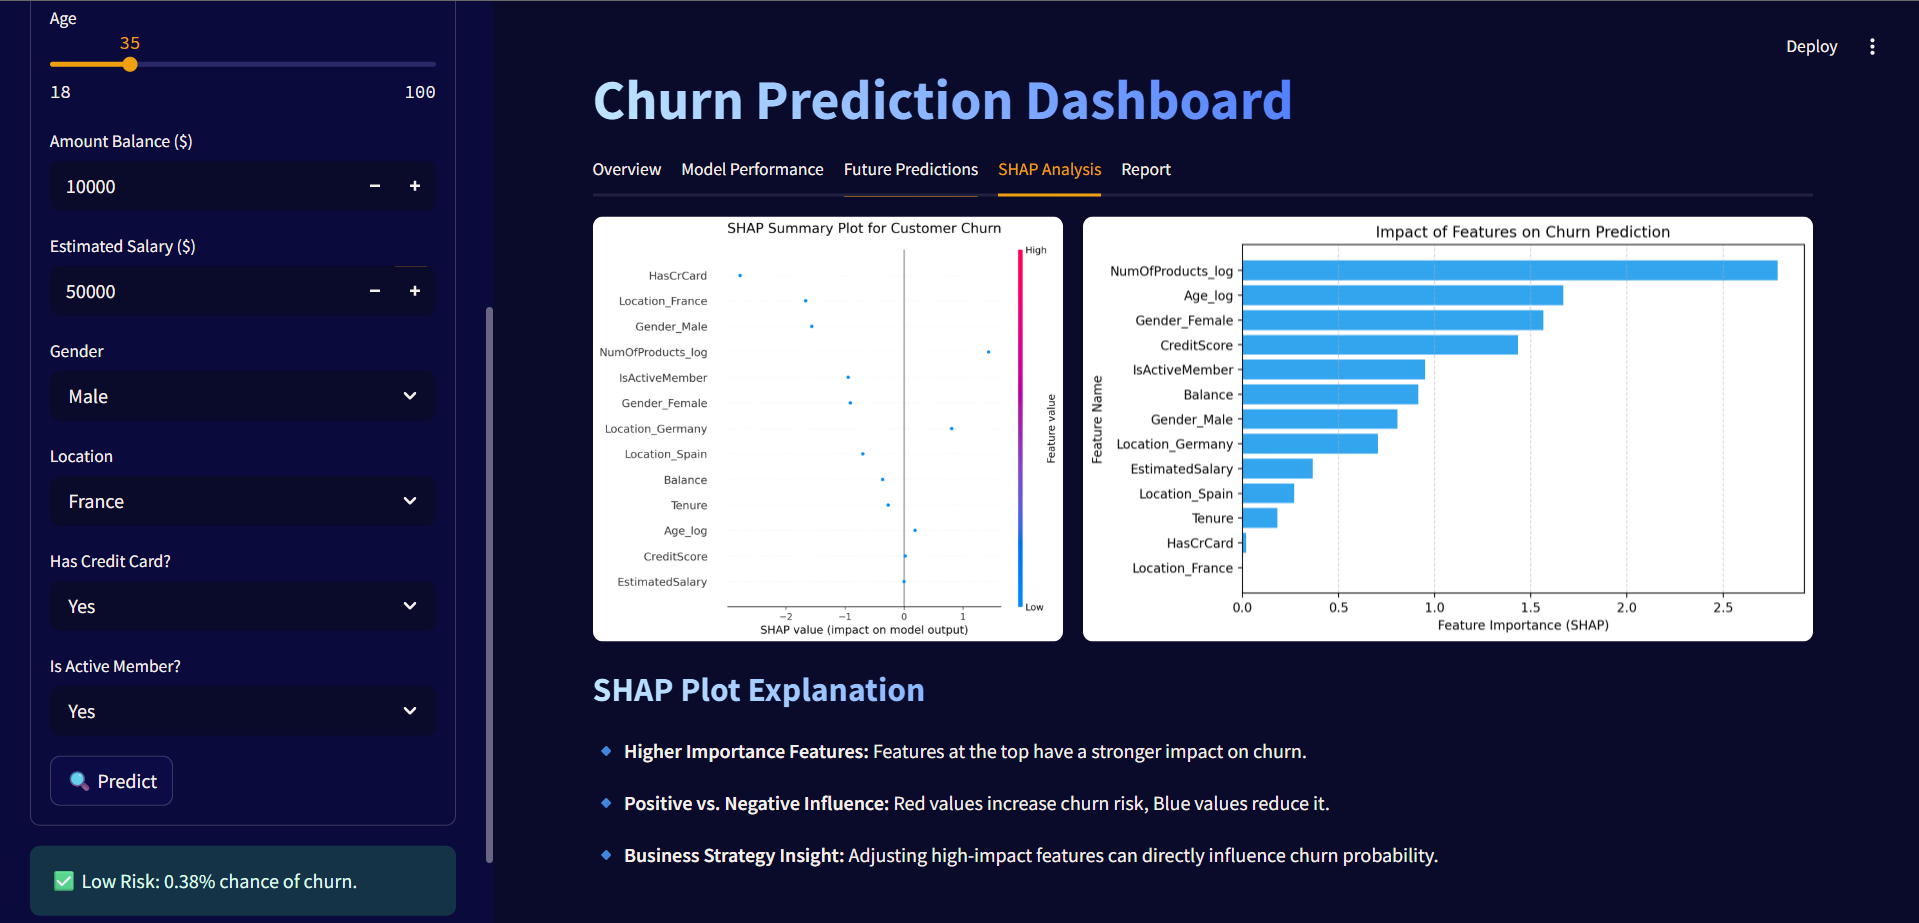 Age
35
18 100
Amount Balance ($)
10000 − +
Estimated Salary ($)
50000 − +
Gender
Male
Location
France
Has Credit Card?
Yes
Is Active Member?
Yes
Predict
Low Risk: 0.38% chance of churn.
Deploy
Churn Prediction Dashboard
Overview Model Performance Future Predictions SHAP Analysis Report
SHAP Summary Plot for Customer Churn
High
HasCrCard
Location_France
Gender_Male
NumOfProducts_log
IsActiveMember
Gender_Female
Location_Germany
Location_Spain
Balance
Tenure
Age_log
CreditScore
EstimatedSalary
Feature value
Low
−2 −1 0 1
SHAP value (impact on model output)
Impact of Features on Churn Prediction
NumOfProducts_log
Age_log
Gender_Female
CreditScore
IsActiveMember
Balance
Gender_Male
Location_Germany
EstimatedSalary
Location_Spain
Tenure
HasCrCard
Location_France
Feature Name
0.0 0.5 1.0 1.5 2.0 2.5
Feature Importance (SHAP)
SHAP Plot Explanation
Higher Importance Features: Features at the top have a stronger impact on churn.
Positive vs. Negative Influence: Red values increase churn risk, Blue values reduce it.
Business Strategy Insight: Adjusting high-impact features can directly influence churn probability.